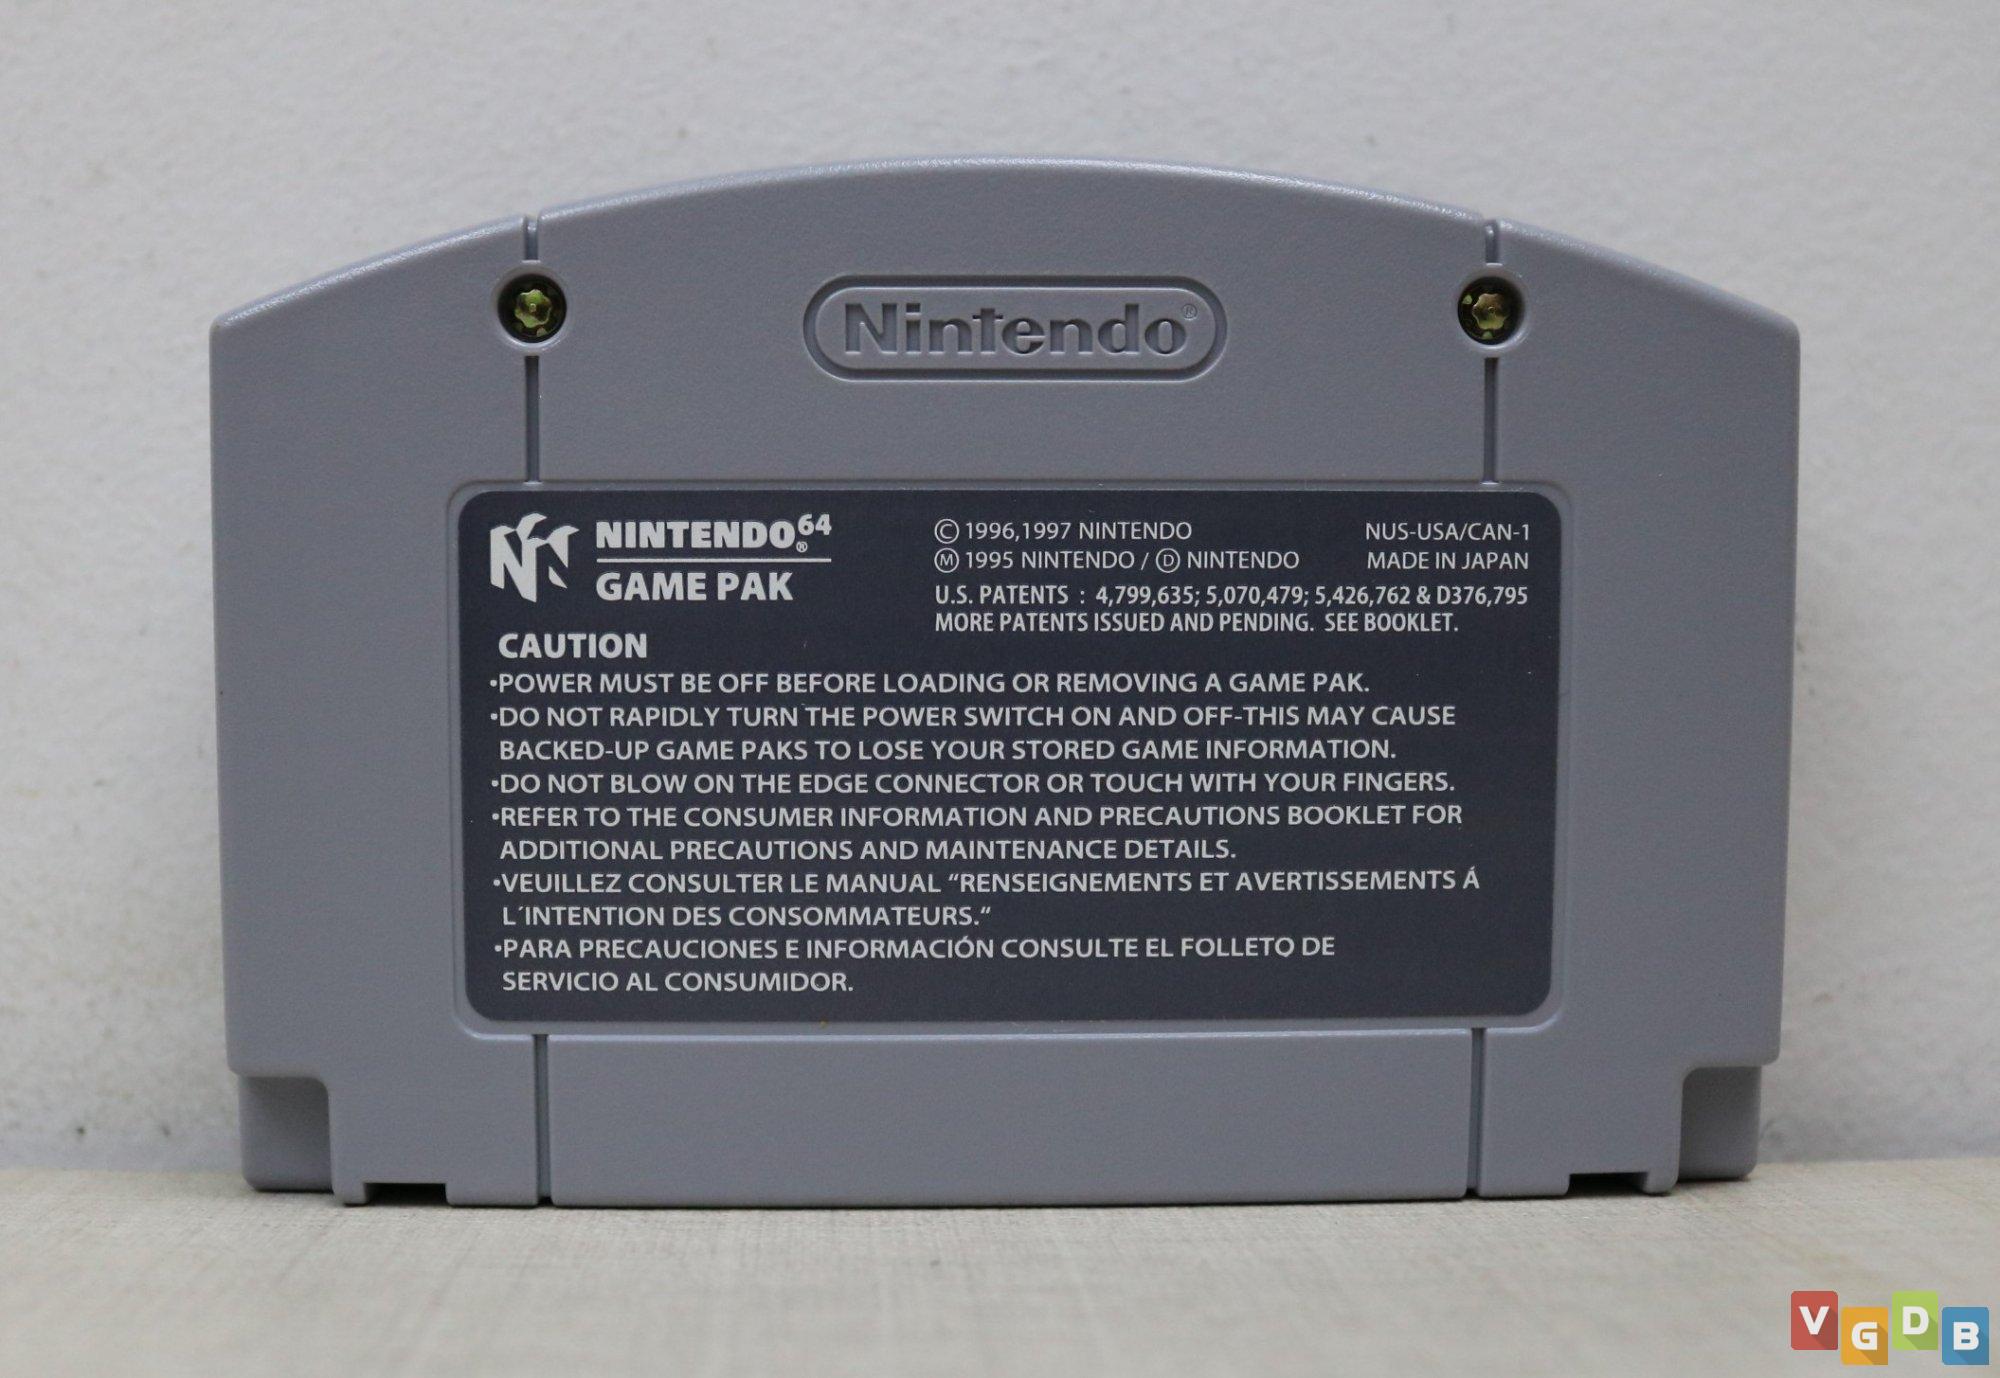 Nintendo®
NINTENDO64®
GAME PAK
© 1996,1997 NINTENDO
Ⓜ 1995 NINTENDO / Ⓓ NINTENDO
NUS-USA/CAN-1
MADE IN JAPAN
U.S. PATENTS : 4,799,635; 5,070,479; 5,426,762 & D376,795
MORE PATENTS ISSUED AND PENDING. SEE BOOKLET.
CAUTION
•POWER MUST BE OFF BEFORE LOADING OR REMOVING A GAME PAK.
•DO NOT RAPIDLY TURN THE POWER SWITCH ON AND OFF-THIS MAY CAUSE
BACKED-UP GAME PAKS TO LOSE YOUR STORED GAME INFORMATION.
•DO NOT BLOW ON THE EDGE CONNECTOR OR TOUCH WITH YOUR FINGERS.
•REFER TO THE CONSUMER INFORMATION AND PRECAUTIONS BOOKLET FOR
ADDITIONAL PRECAUTIONS AND MAINTENANCE DETAILS.
•VEUILLEZ CONSULTER LE MANUAL “RENSEIGNEMENTS ET AVERTISSEMENTS Á
L´INTENTION DES CONSOMMATEURS.“
•PARA PRECAUCIONES E INFORMACIÓN CONSULTE EL FOLLETO DE
SERVICIO AL CONSUMIDOR.
VGDB